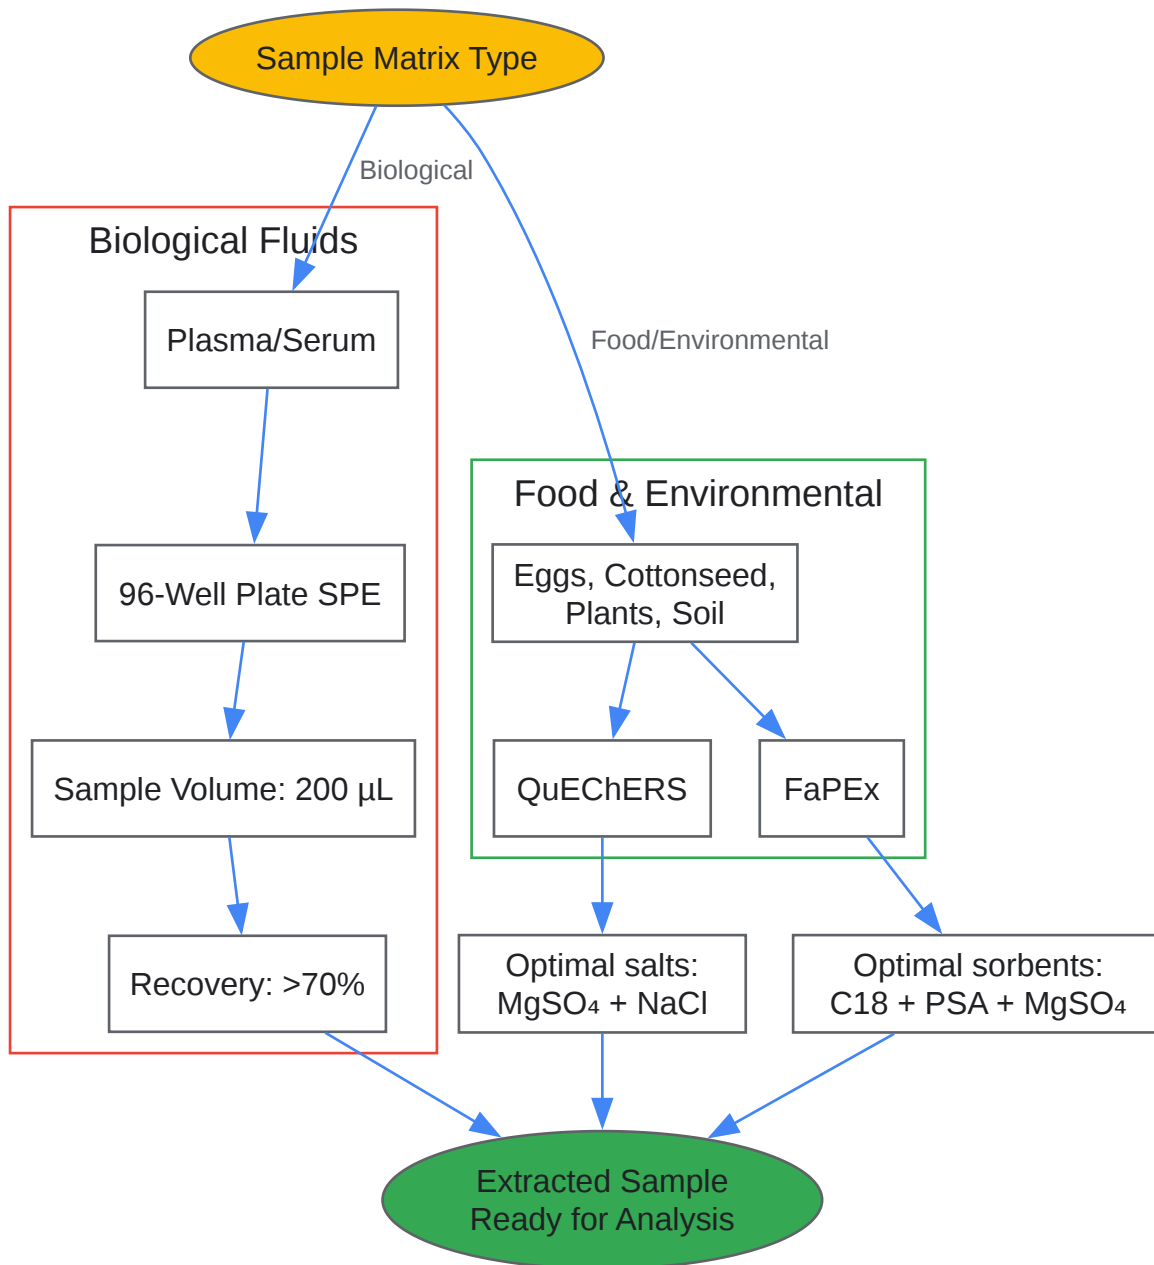 Sample Matrix Type
Biological
Biological Fluids
Plasma/Serum
Food/Environmental
Food & Environmental
Eggs, Cottonseed,
Plants, Soil
96-Well Plate SPE
Sample Volume: 200 µL
QuEChERS
FaPEx
Recovery: >70%
Optimal salts:
MgSO₄ + NaCl
Optimal sorbents:
C18 + PSA + MgSO₄
Extracted Sample
Ready for Analysis